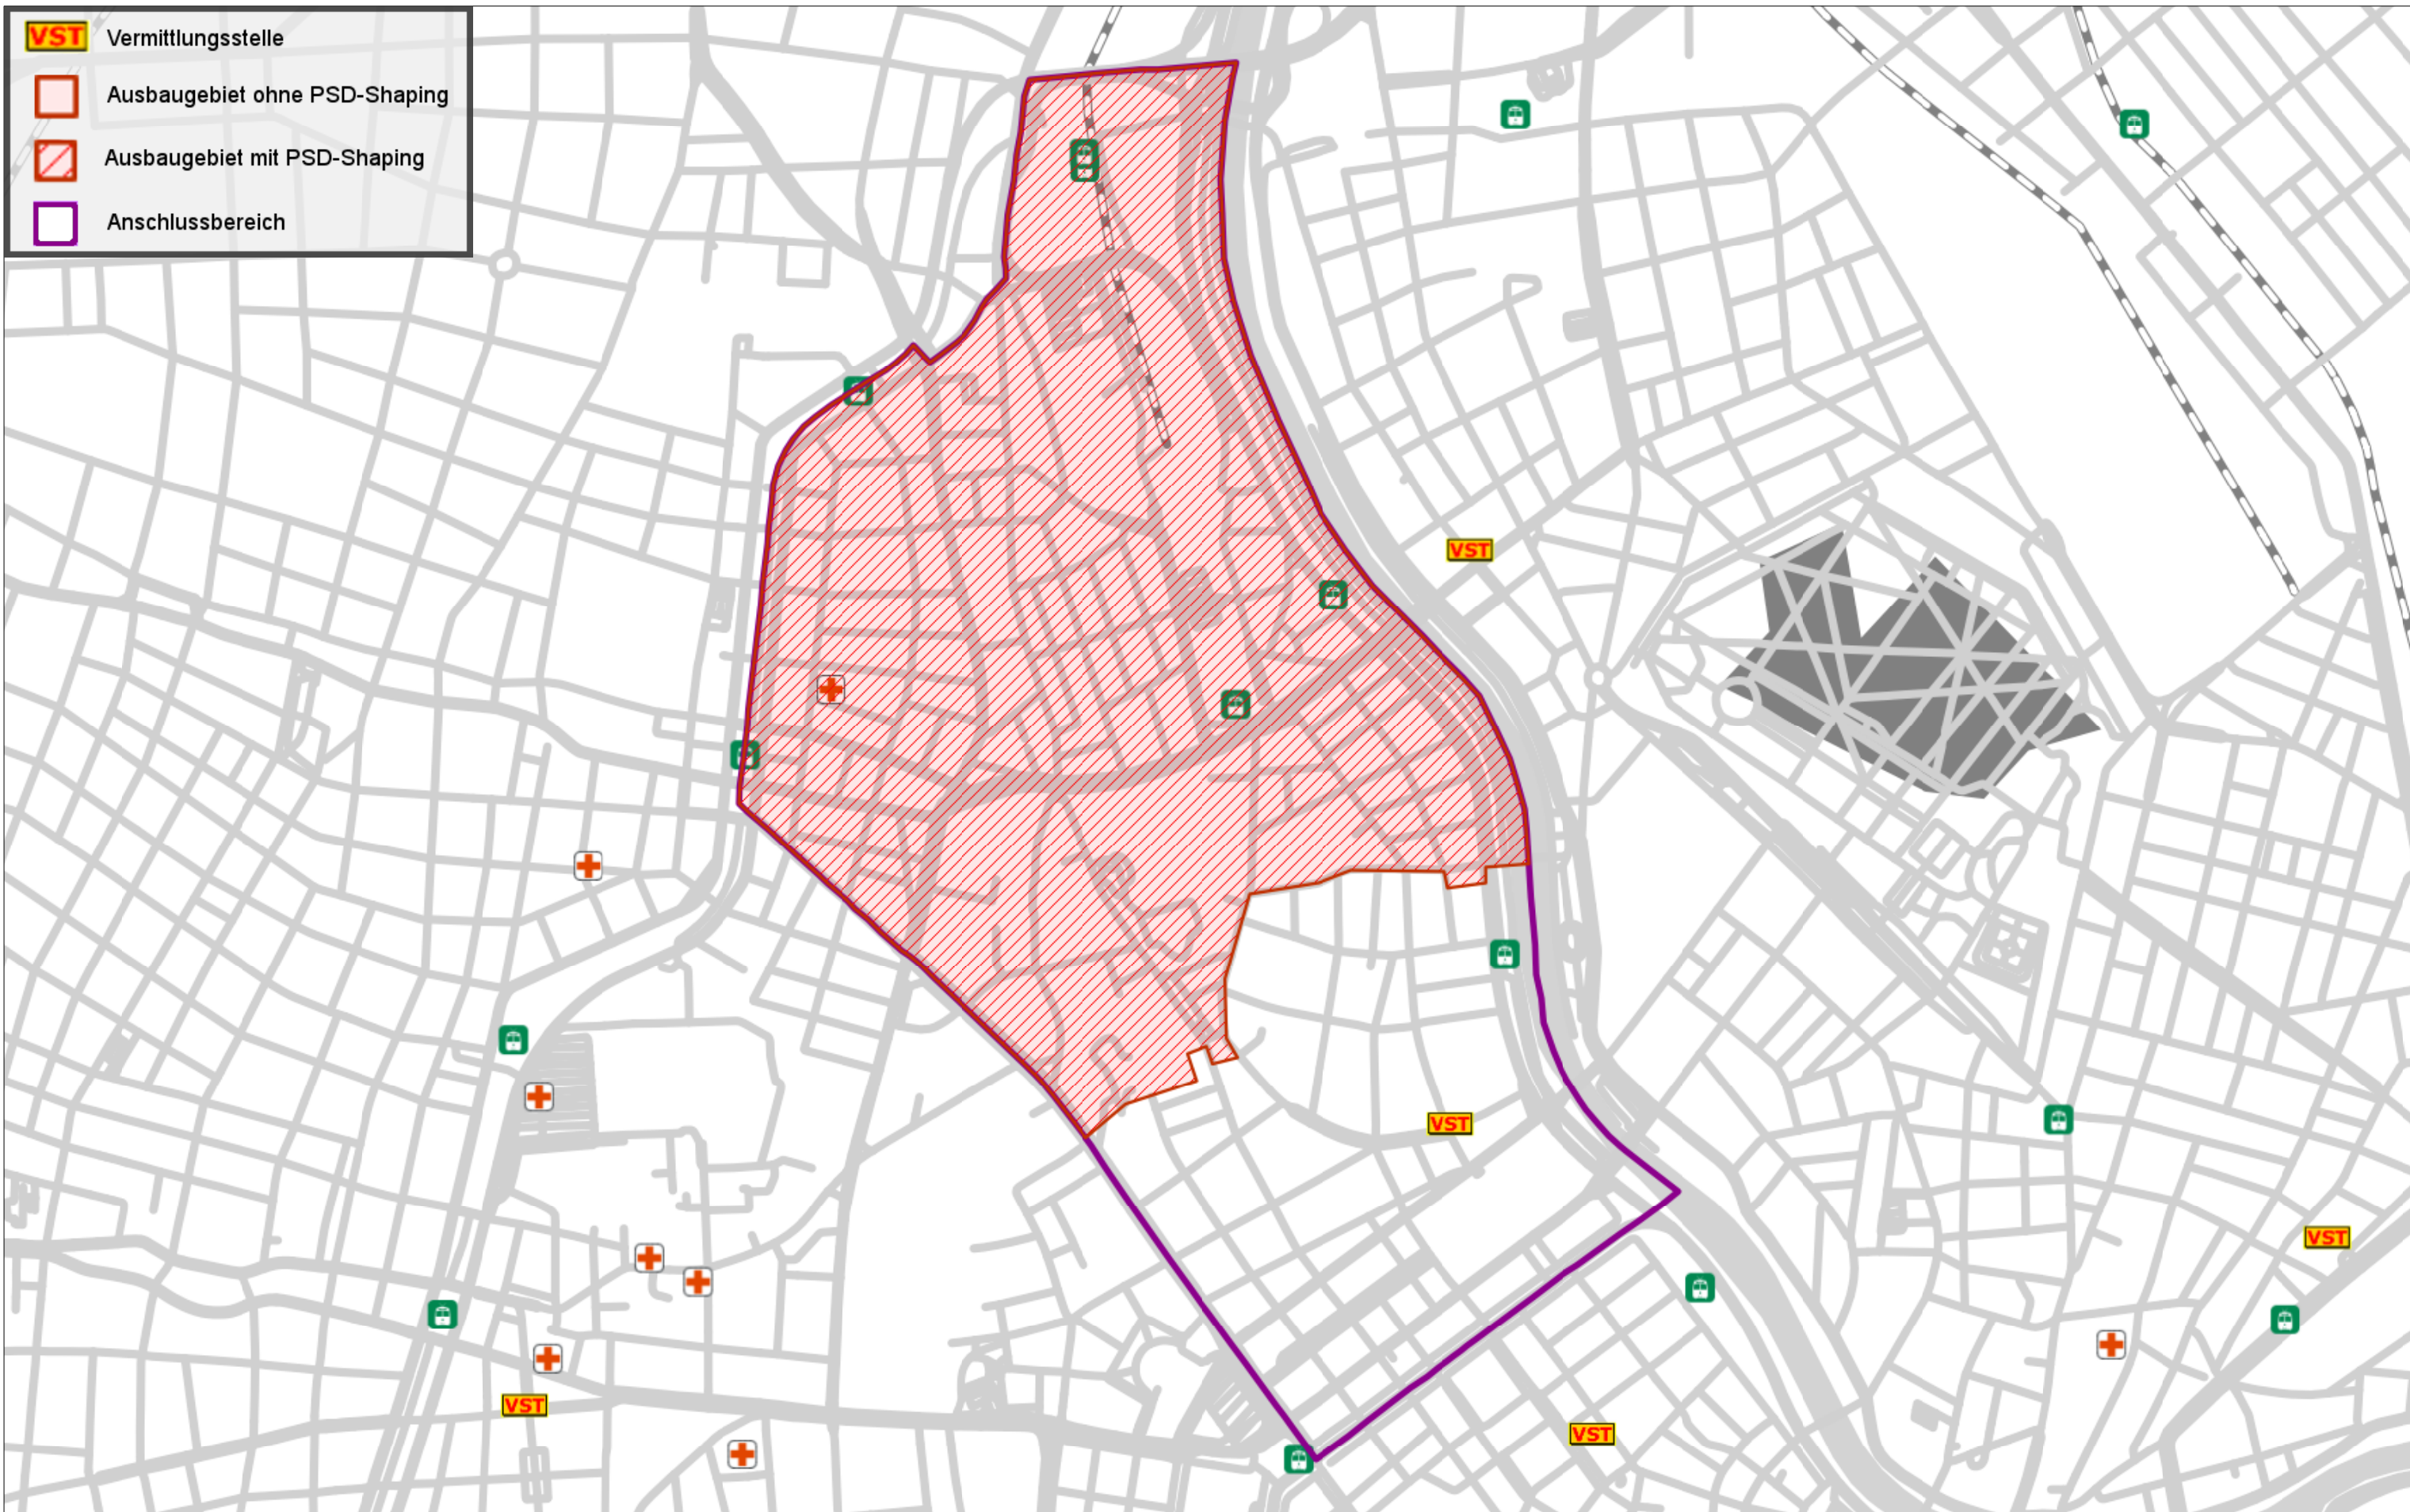 VST Vermittlungsstelle
Ausbaugebiet ohne PSD-Shaping
Ausbaugebiet mit PSD-Shaping
Anschlussbereich
VST
VST
VST
VST
VST